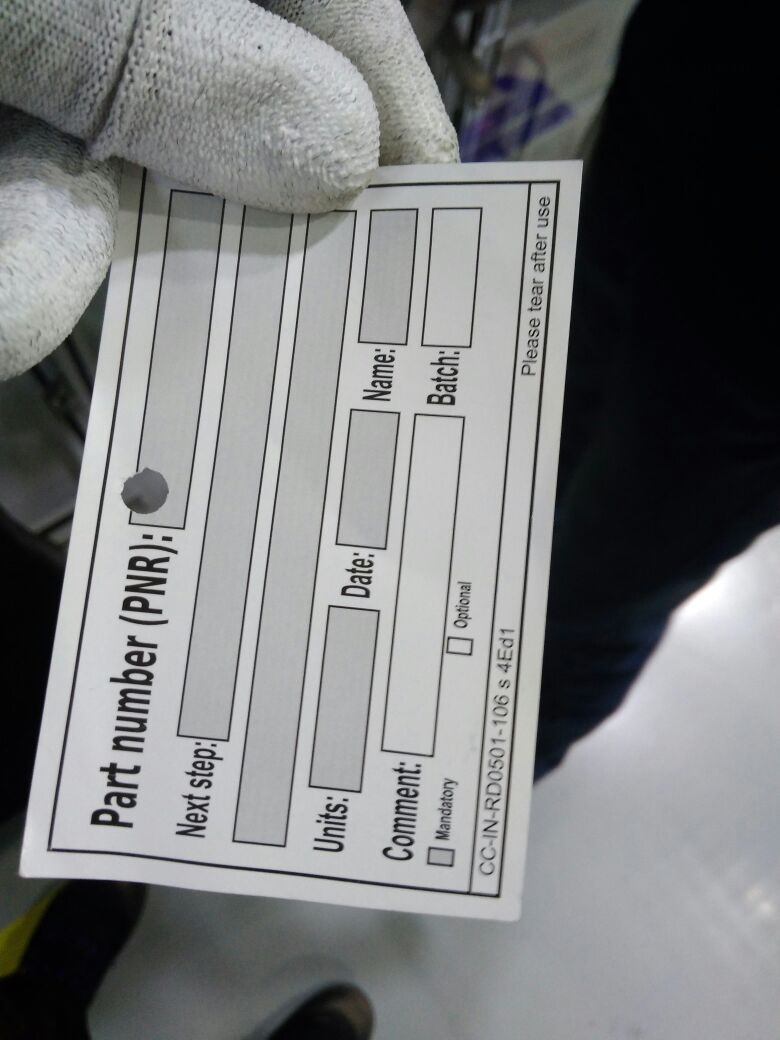 Part number (PNR):
Next step:
Units: Date: Name:
Comment: Batch:
Mandatory Optional
CC-IN-RD0501-106 s 4Ed1 Please tear after use